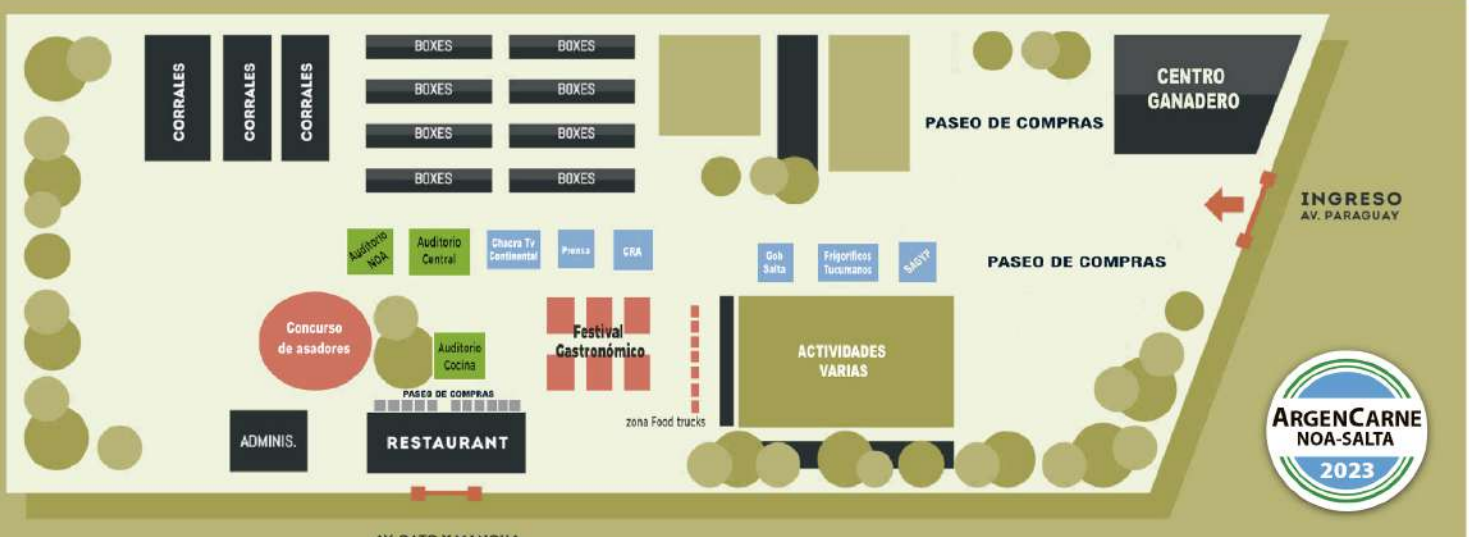 CORRALES
CORRALES
CORRALES
BOXES
BOXES
BOXES
BOXES
BOXES
BOXES
BOXES
BOXES
CENTRO
GANADERO
PASEO DE COMPRAS
INGRESO
AV. PARAGUAY
Auditorio
NOA
Auditorio
Central
Chacra Tv
Continental
Prensa
CRA
Gob
Salta
Frigoríficos
Tucumanos
SAGYP
PASEO DE COMPRAS
Concurso
de asadores
Auditorio
Cocina
Festival
Gastronómico
ACTIVIDADES
VARIAS
PASEO DE COMPRAS
zona Food trucks
ADMINIS.
RESTAURANT
ARGENCARNE
NOA-SALTA
2023